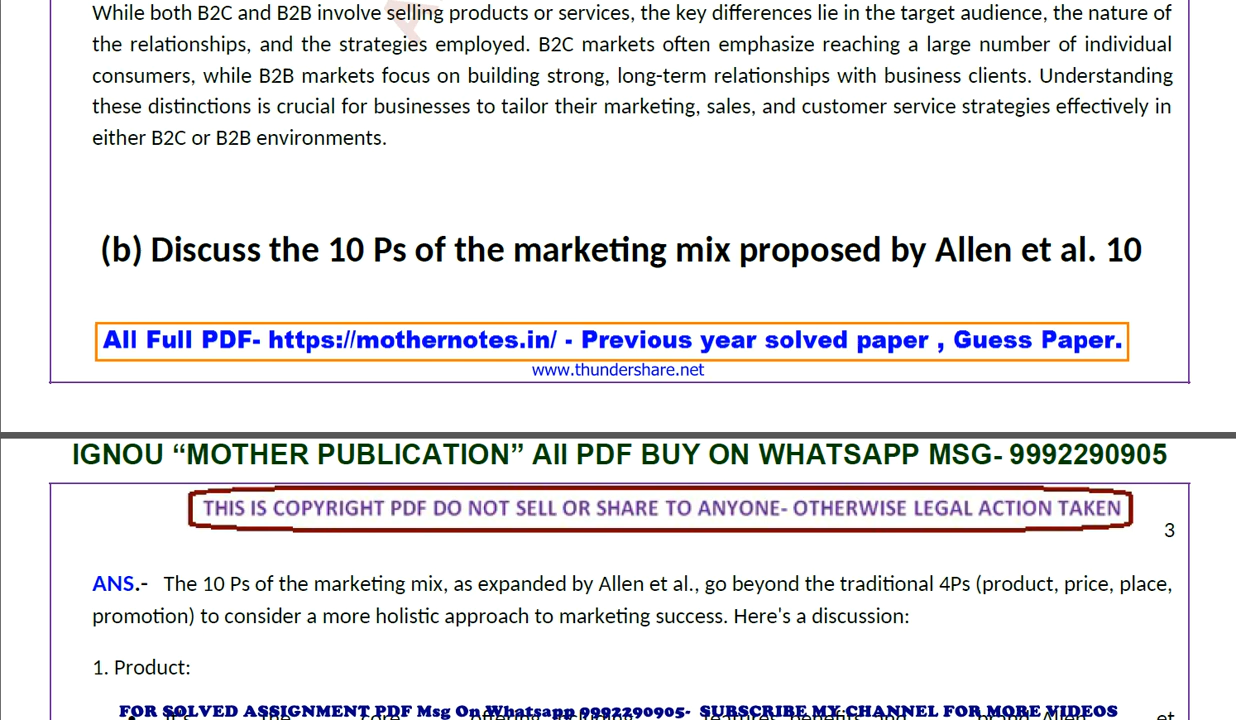 While both B2C and B2B involve selling products or services, the key differences lie in the target audience, the nature of
the relationships, and the strategies employed. B2C markets often emphasize reaching a large number of individual
consumers, while B2B markets focus on building strong, long-term relationships with business clients. Understanding
these distinctions is crucial for businesses to tailor their marketing, sales, and customer service strategies effectively in
either B2C or B2B environments.
(b) Discuss the 10 Ps of the marketing mix proposed by Allen et al. 10
All Full PDF- https://mothernotes.in/ - Previous year solved paper , Guess Paper.
www.thundershare.net
IGNOU “MOTHER PUBLICATION” All PDF BUY ON WHATSAPP MSG- 9992290905
THIS IS COPYRIGHT PDF DO NOT SELL OR SHARE TO ANYONE- OTHERWISE LEGAL ACTION TAKEN
3
ANS.- The 10 Ps of the marketing mix, as expanded by Allen et al., go beyond the traditional 4Ps (product, price, place,
promotion) to consider a more holistic approach to marketing success. Here's a discussion:
1. Product:
FOR SOLVED ASSIGNMENT PDF Msg On Whatsapp 9992290905- SUBSCRIBE MY CHANNEL FOR MORE VIDEOS